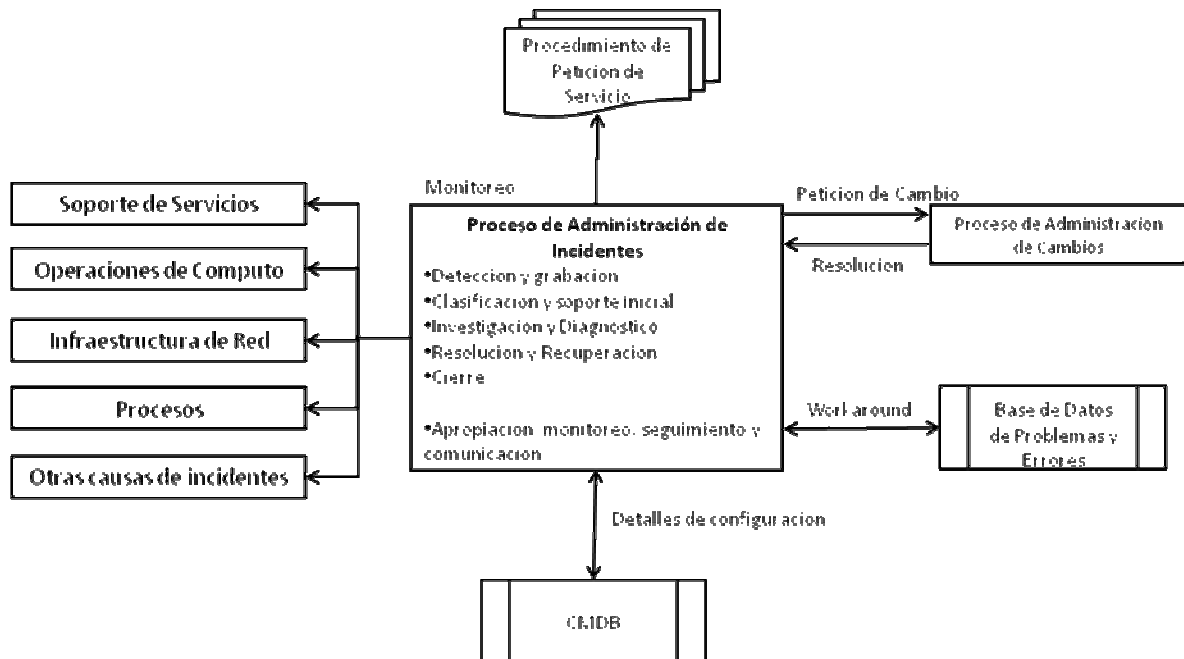 Procedimiento de
Peticion de
Servicio
Monitoreo
Soporte de Servicios
Operaciones de Computo
Infraestructura de Red
Procesos
Otras causas de incidentes
Proceso de Administración de
Incidentes
•Deteccion y grabacion
•Clasificacion y soporte inicial
•Investigacion y Diagnostico
•Resolucion y Recuperacion
•Cierre
•Apropiacion, monitoreo, seguimiento y
comunicacion
Peticion de Cambio
Proceso de Administracion
de Cambios
Resolucion
Workaround
Base de Datos
de Problemas y
Errores
Detalles de configuracion
CMDB